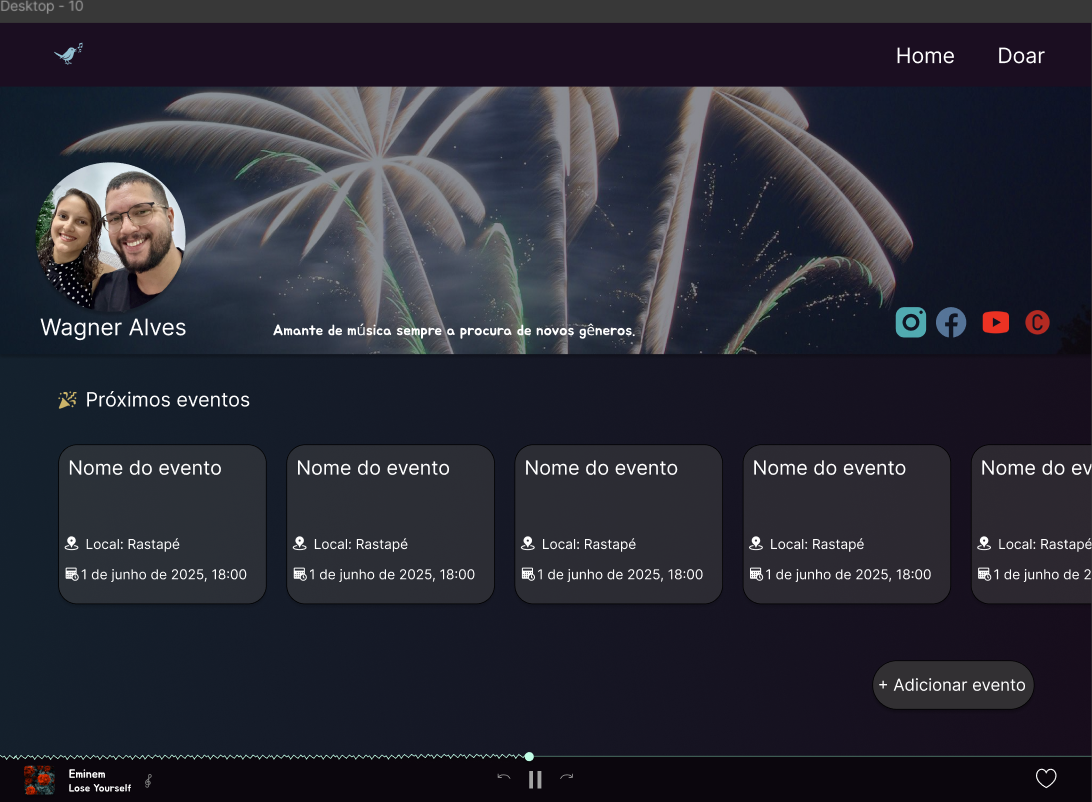 Desktop - 10
Home Doar
Wagner Alves
Amante de música sempre a procura de novos gêneros.
C
Próximos eventos
Nome do evento
Local: Rastapé
1 de junho de 2025, 18:00
Nome do evento
Local: Rastapé
1 de junho de 2025, 18:00
Nome do evento
Local: Rastapé
1 de junho de 2025, 18:00
Nome do evento
Local: Rastapé
1 de junho de 2025, 18:00
Nome do ev
Local: Rastapé
1 de junho de 2
+ Adicionar evento
Eminem
Lose Yourself